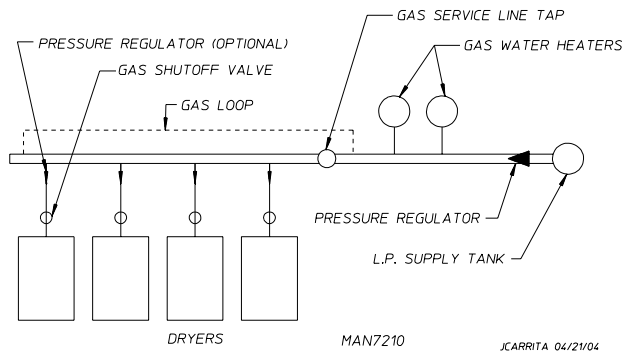 GAS SERVICE LINE TAP
PRESSURE REGULATOR (OPTIONAL)
GAS WATER HEATERS
GAS SHUTOFF VALVE
GAS LOOP
PRESSURE REGULATOR
L.P. SUPPLY TANK
DRYERS
MAN7210
JCARRITA 04/21/04